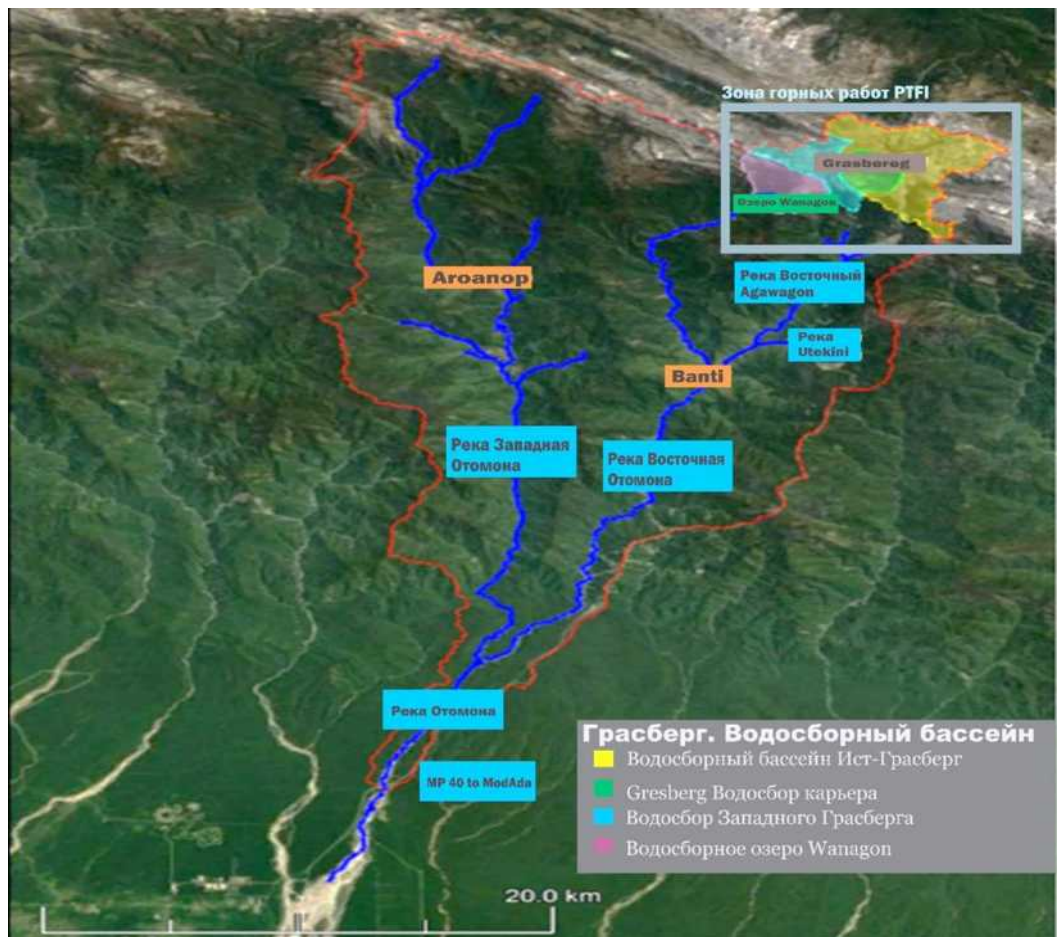 Зона горных работ PTFI
Grasbereg
Озеро Wanagon
Река Восточный
Agawagon
Река
Utekini
Aroanop
Banti
Река Западная
Отомона
Река Восточная
Отомона
Река Отомона
MP 40 to ModAda
Грасберг. Водосборный бассейн
Водосборный бассейн Ист-Грасберг
Gresberg Водосбор карьера
Водосбор Западного Грасберга
Водосборное озеро Wanagon
20.0 km